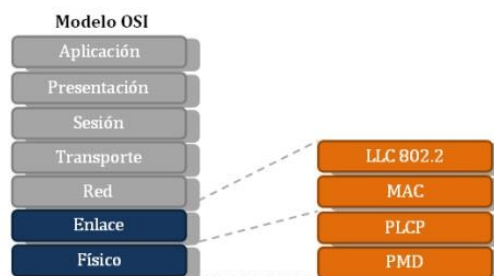 Modelo OSI
Aplicación
Presentación
Sesión
Transporte
Red
Enlace
Físico
LLC 802.2
MAC
PLCP
PMD